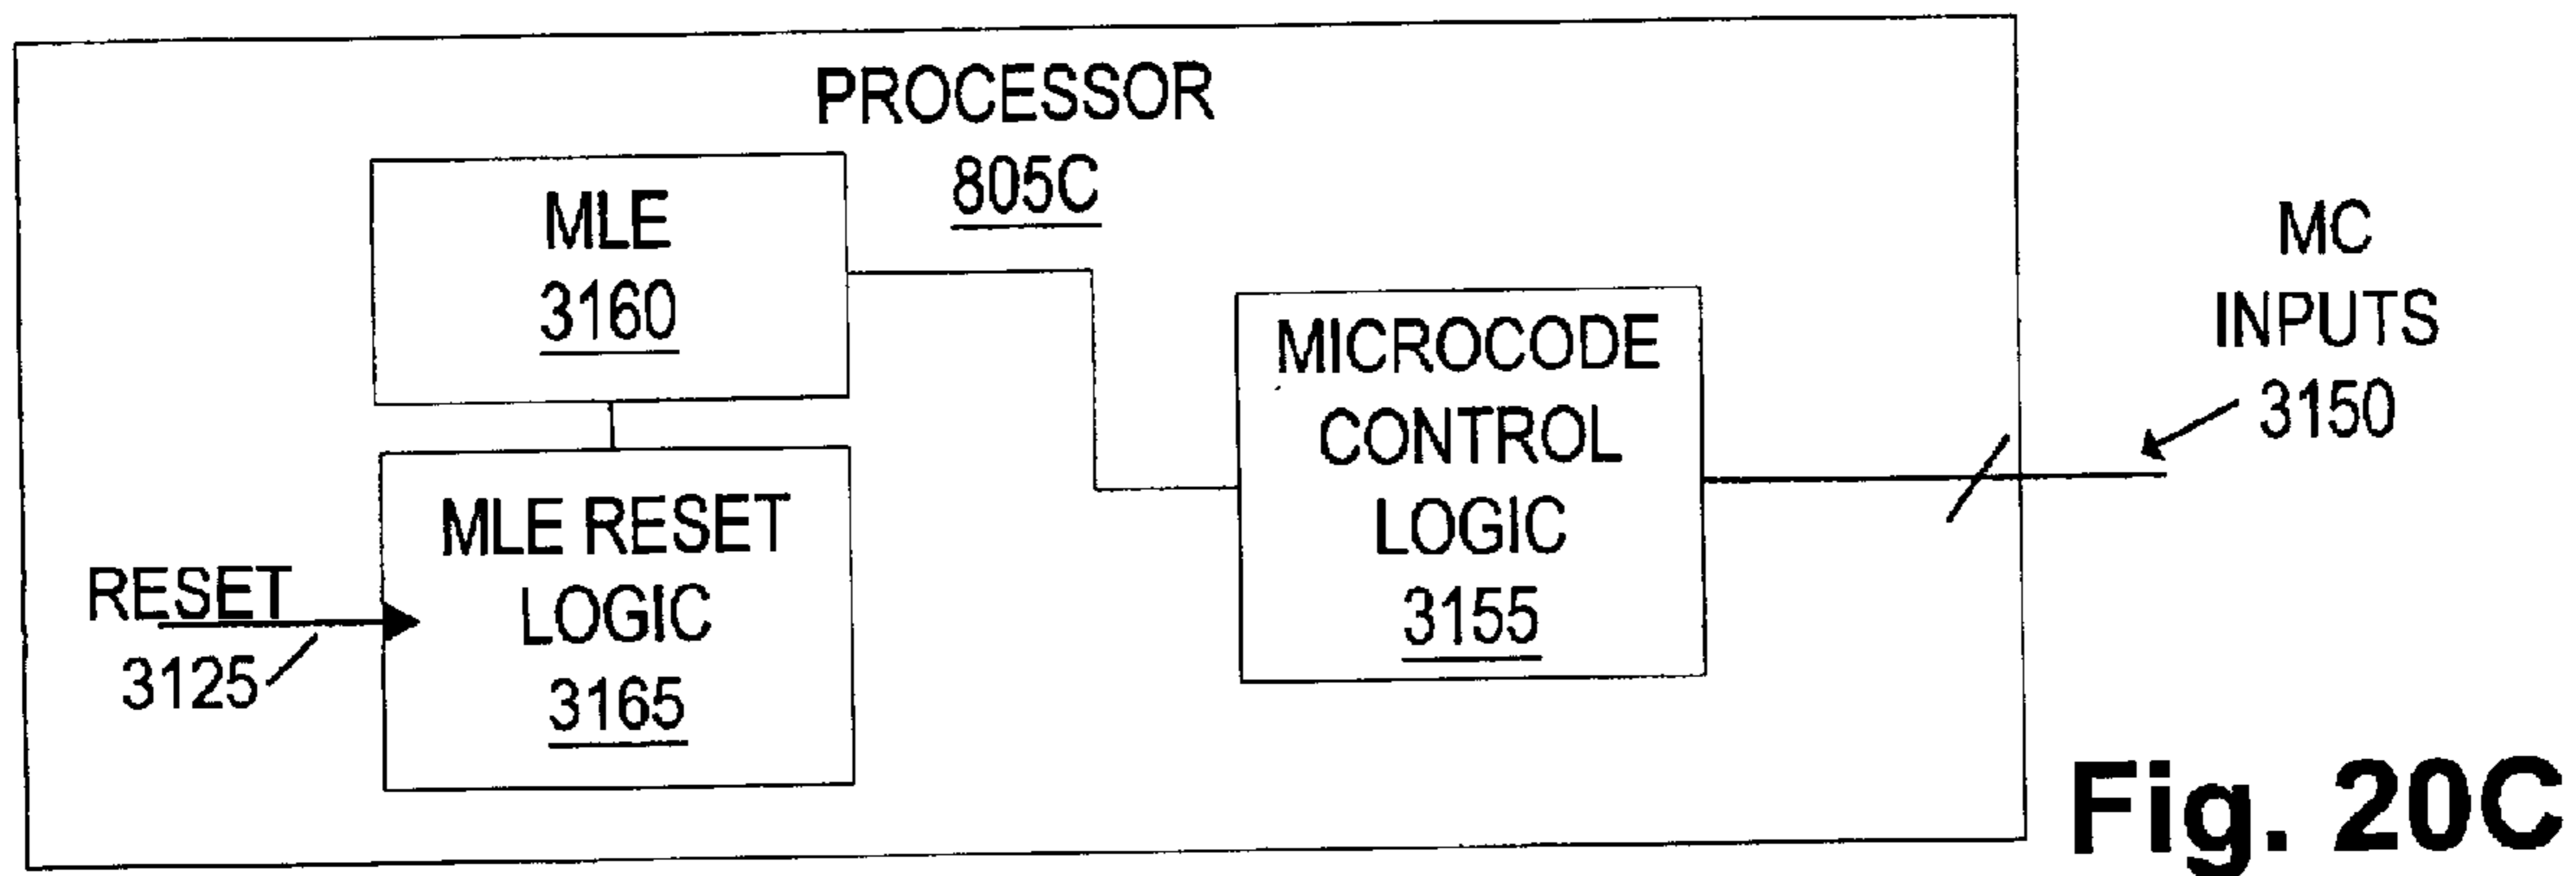 PROCESSOR
805C
MLE
3160
MC
INPUTS
3150
MICROCODE
CONTROL
LOGIC
3155
MLE RESET
LOGIC
3165
RESET
3125
Fig. 20C